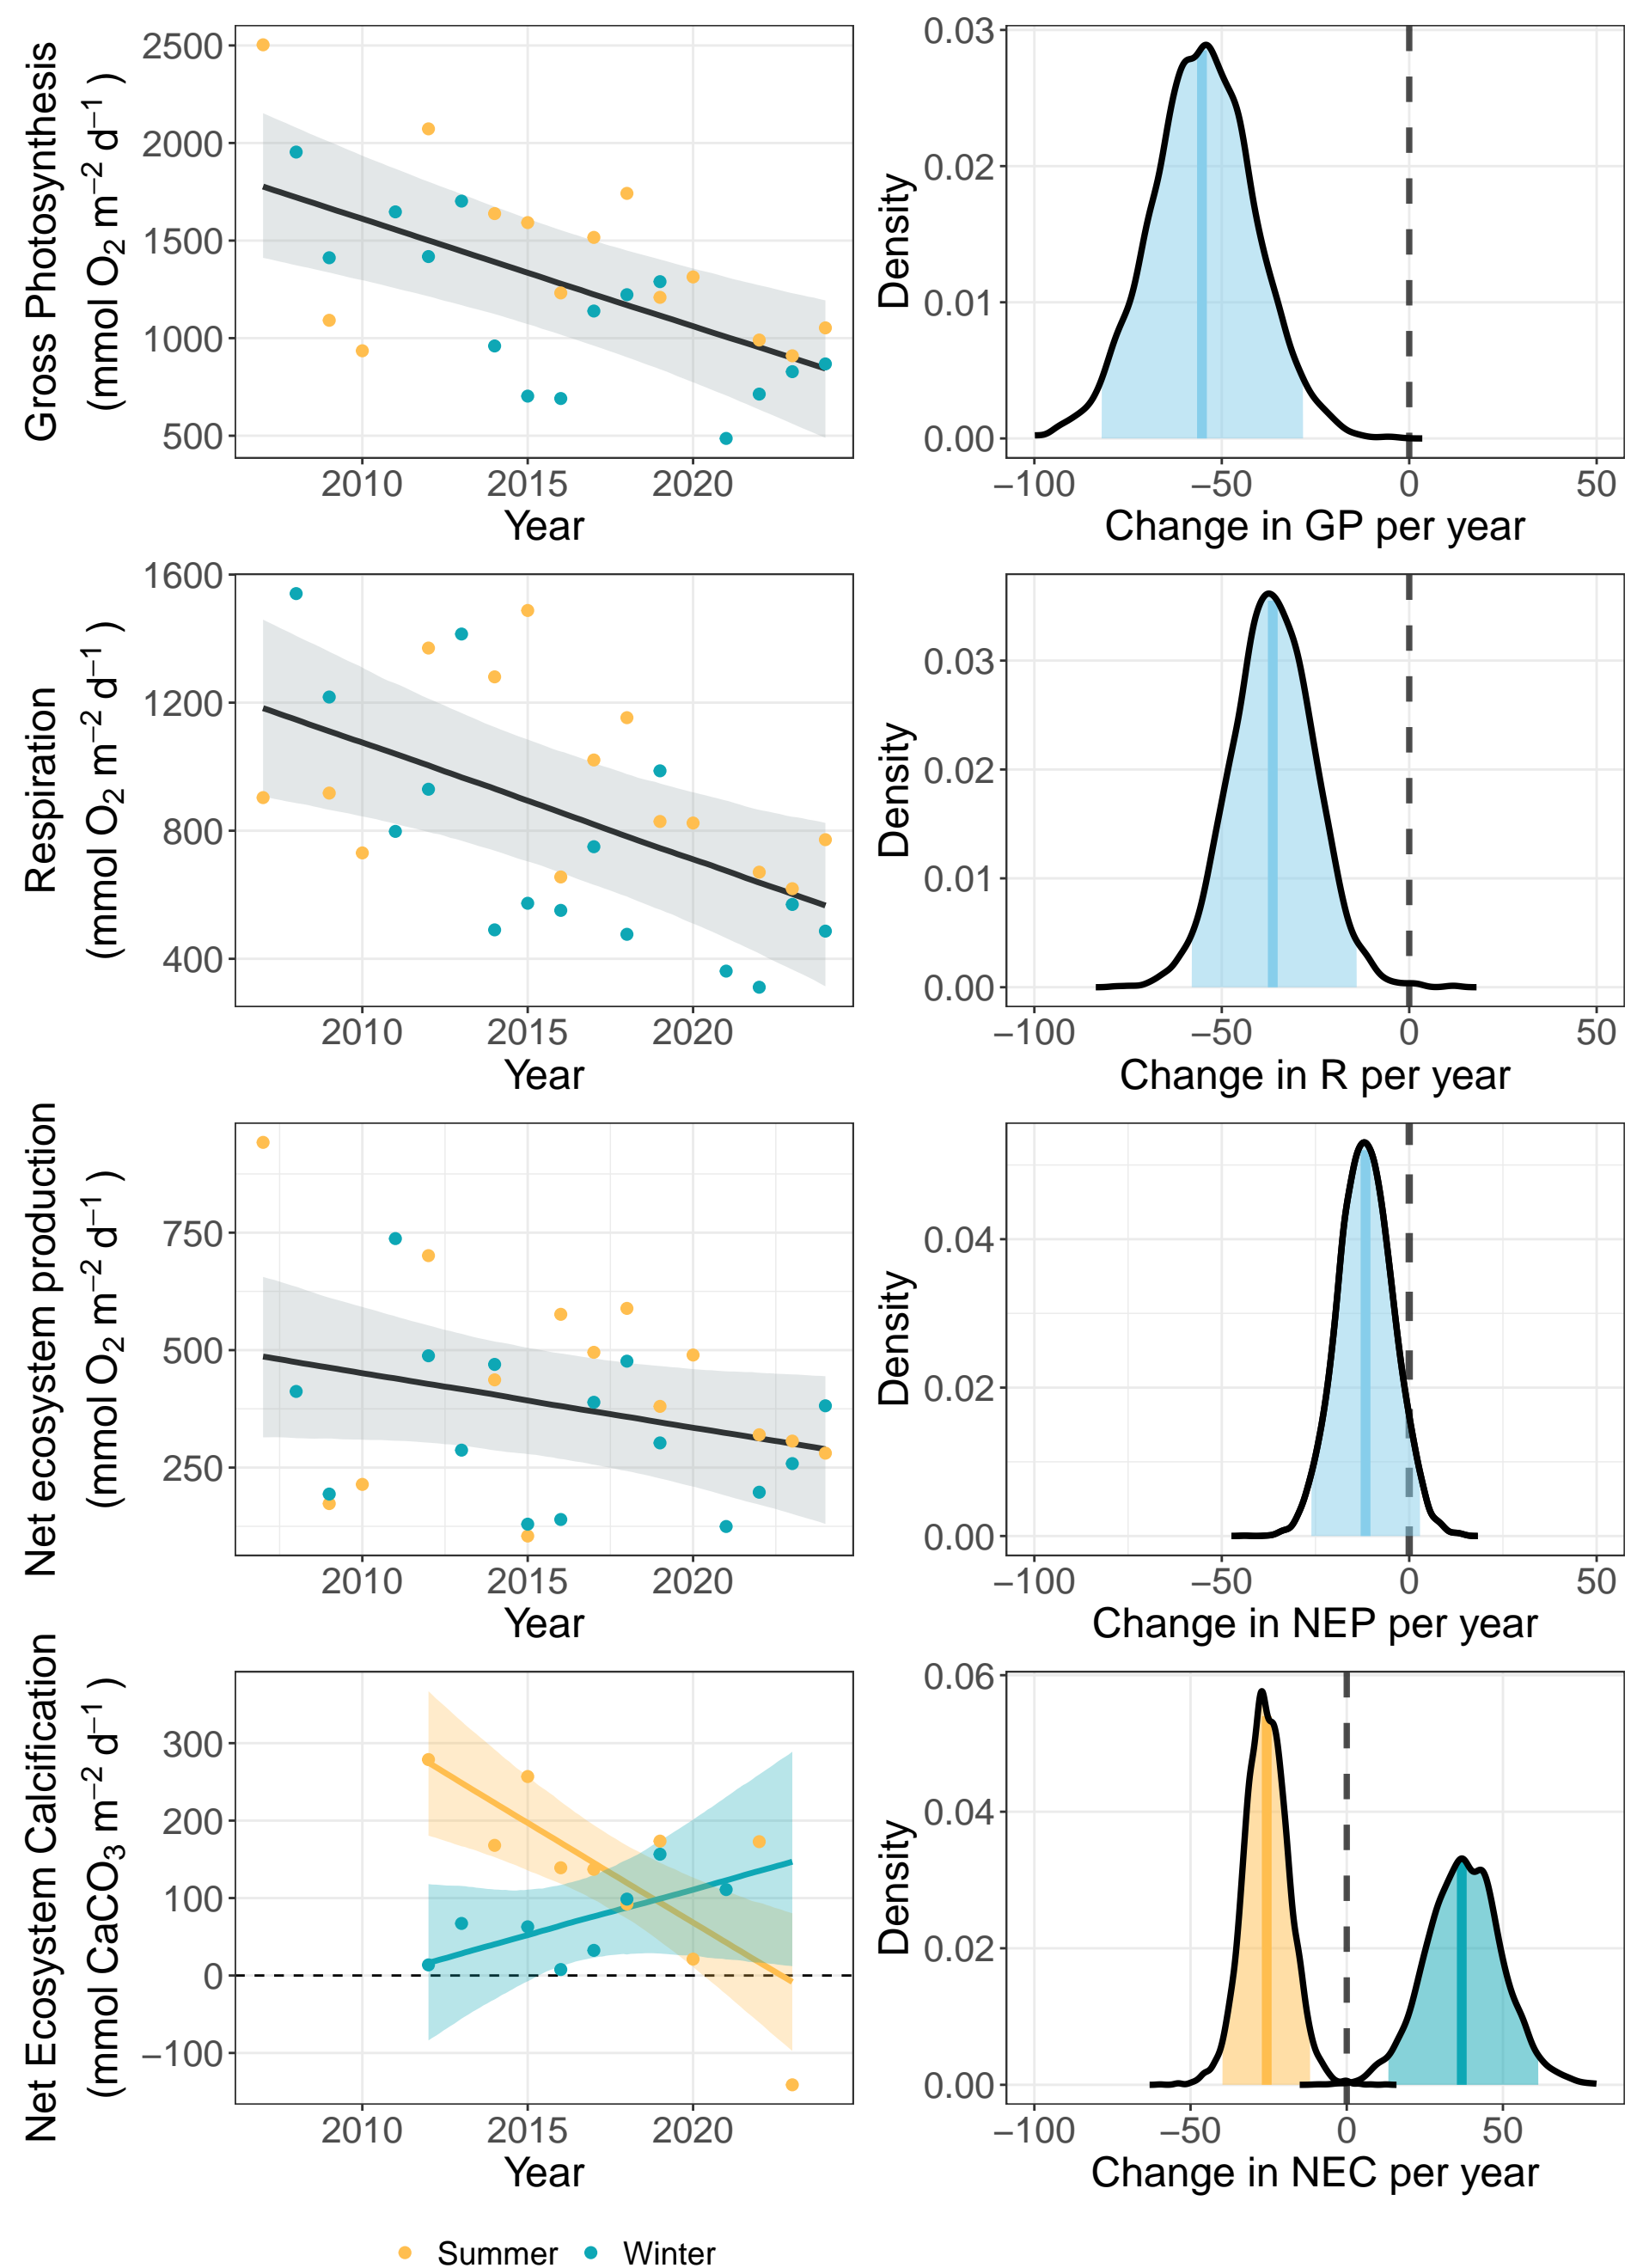 Gross Photosynthesis
(mmol O₂ m⁻² d⁻¹ )
2500
2000
1500
1000
500
2010 2015 2020
Year
Density
0.03
0.02
0.01
0.00
−100 −50 0 50
Change in GP per year
Respiration
(mmol O₂ m⁻² d⁻¹ )
1600
1200
800
400
2010 2015 2020
Year
Density
0.03
0.02
0.01
0.00
−100 −50 0 50
Change in R per year
Net ecosystem production
(mmol O₂ m⁻² d⁻¹ )
750
500
250
2010 2015 2020
Year
Density
0.04
0.02
0.00
−100 −50 0 50
Change in NEP per year
Net Ecosystem Calcification
(mmol CaCO₃ m⁻² d⁻¹ )
300
200
100
0
−100
2010 2015 2020
Year
Density
0.06
0.04
0.02
0.00
−100 −50 0 50
Change in NEC per year
Summer Winter